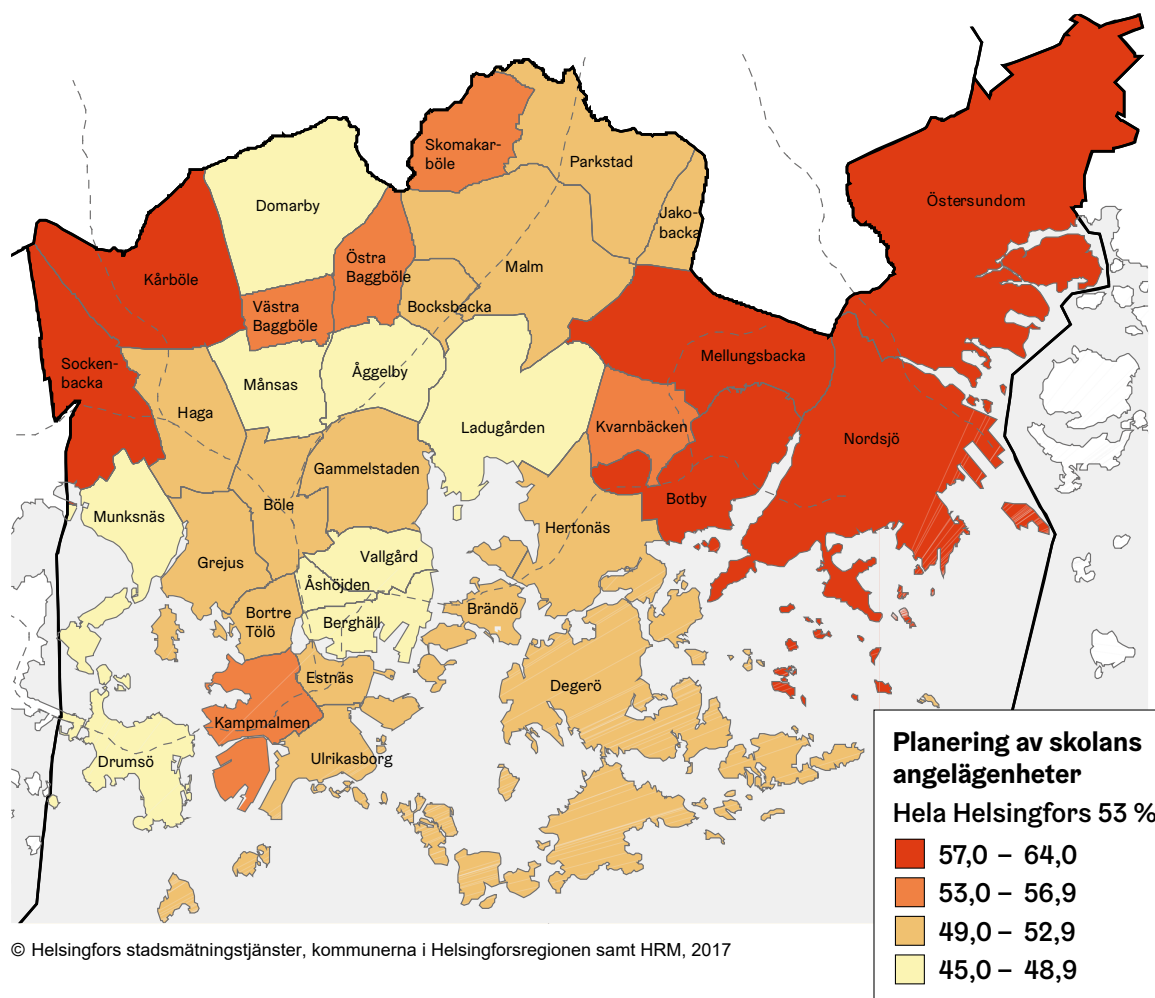 Skomakar-
böle
Parkstad
Domarby
Östersundom
Jako-
backa
Östra
Baggböle
Malm
Kårböle
Västra
Baggböle
Bocksbacka
Mellungsbacka
Socken-
backa
Månsas
Åggelby
Haga
Ladugården
Kvarnbäcken
Nordsjö
Gammelstaden
Böle
Botby
Munksnäs
Hertonäs
Vallgård
Grejus
Åshöjden
Bortre
Tölö
Berghäll
Brändö
Estnäs
Degerö
Kampmalmen
Drumsö
Ulrikasborg
Planering av skolans
angelägenheter
Hela Helsingfors 53 %
57,0 – 64,0
53,0 – 56,9
49,0 – 52,9
45,0 – 48,9
© Helsingfors stadsmätningstjänster, kommunerna i Helsingforsregionen samt HRM, 2017